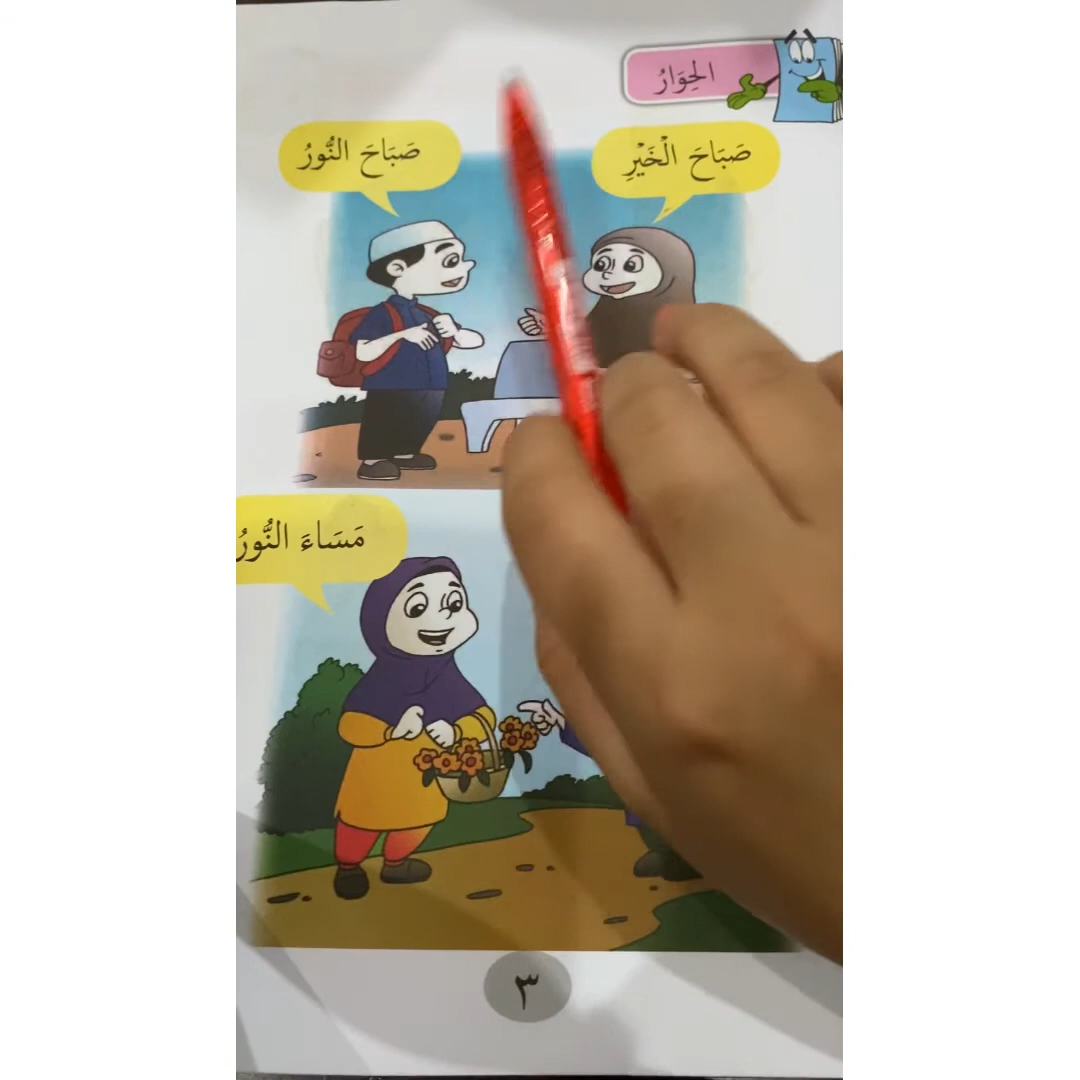 الحِوَارُ
صَبَاحَ الْخَيْرِ
صَبَاحَ النُّورُ
مَسَاءَ النُّورُ
٣